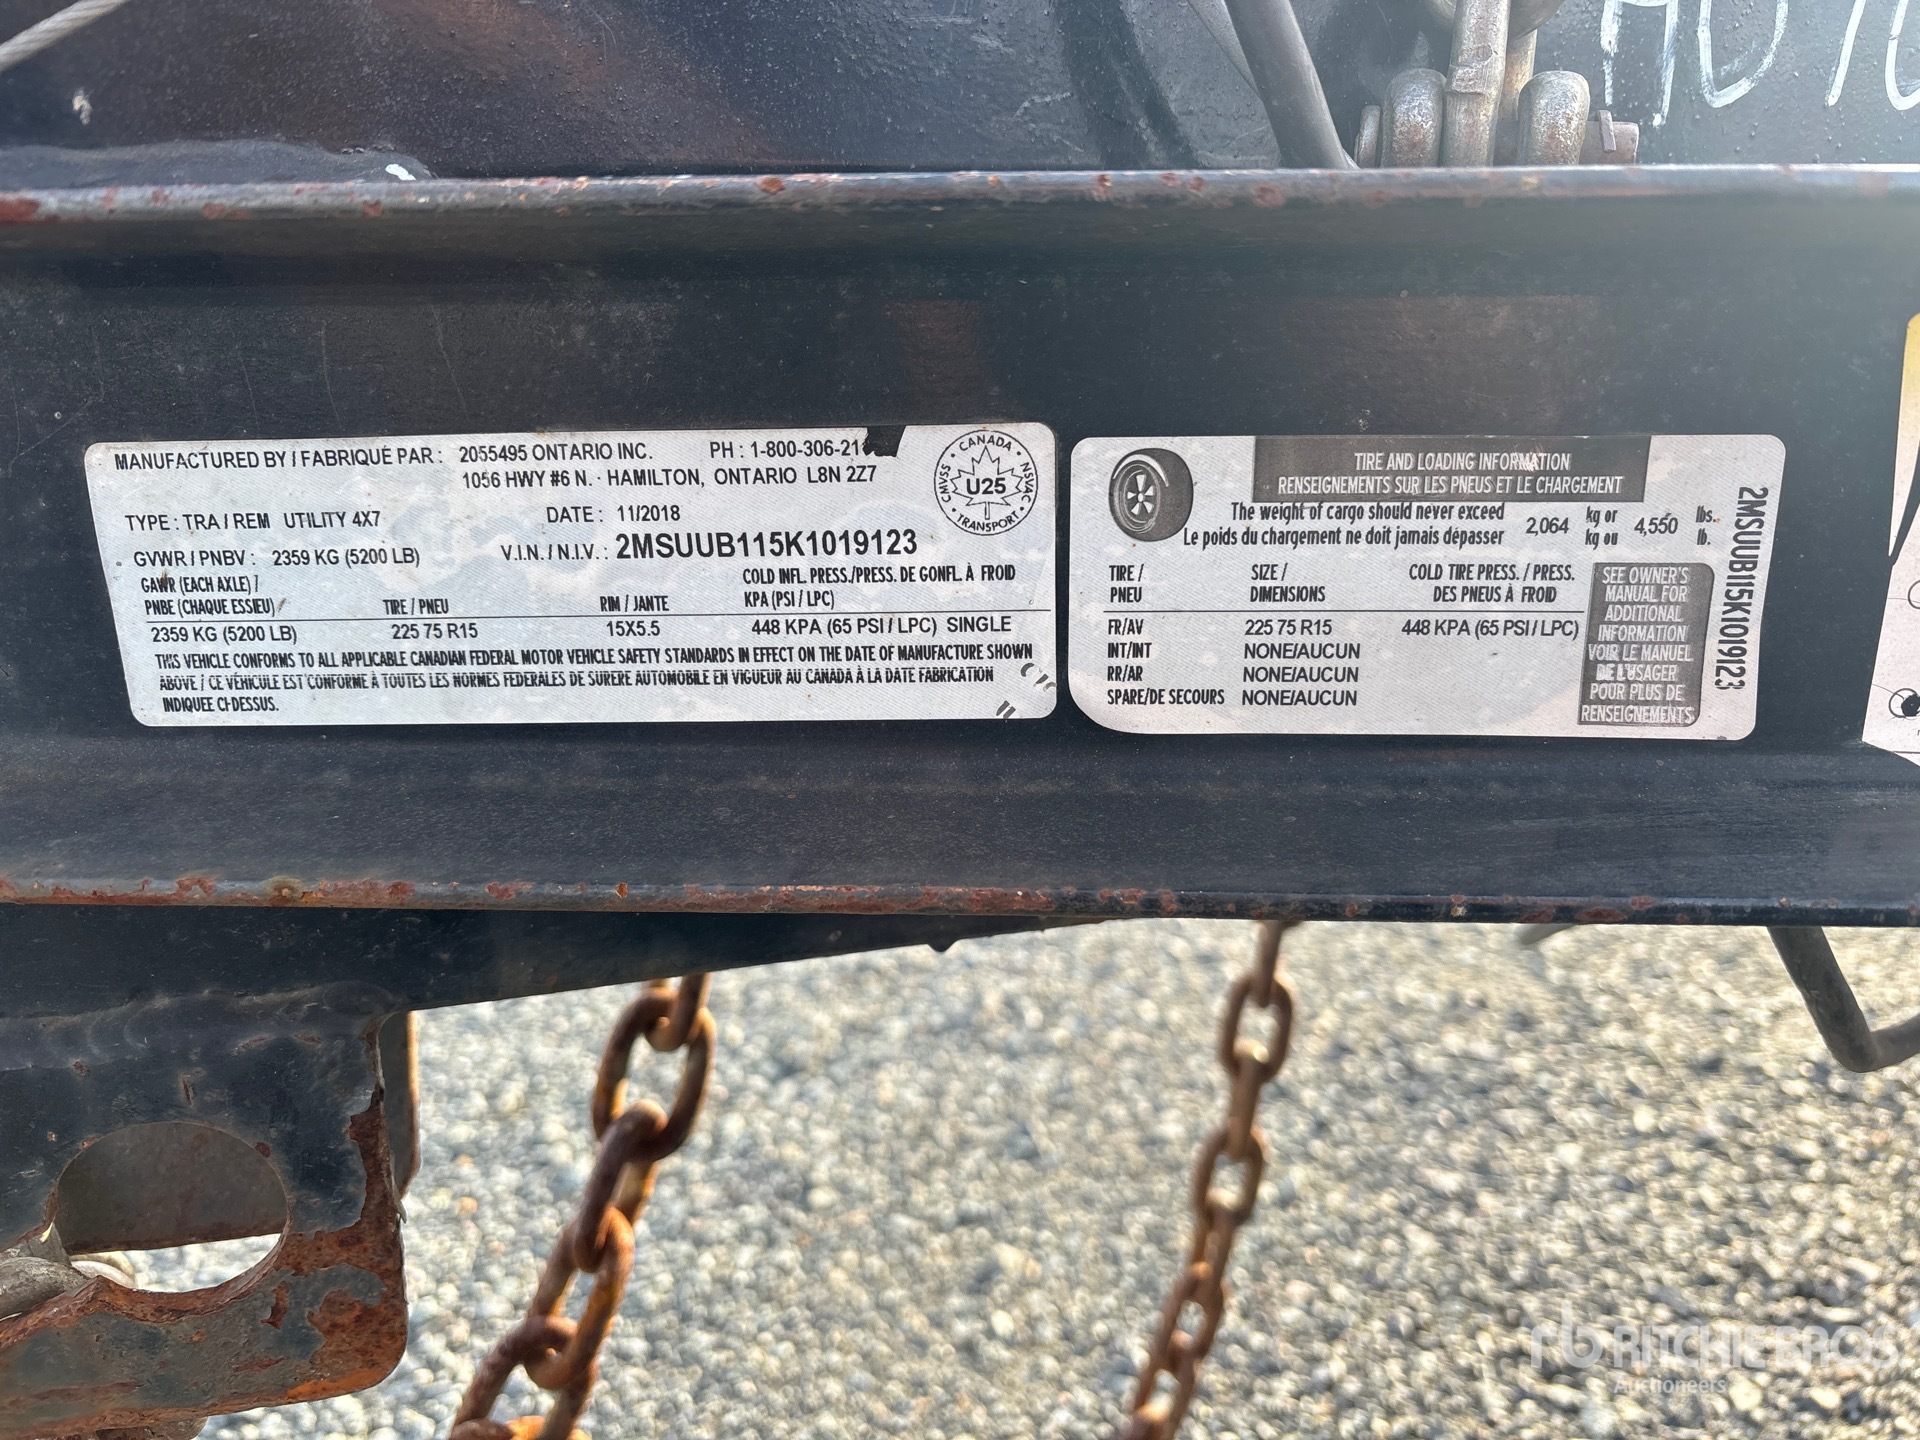 MANUFACTURED BY / FABRIQUÉ PAR : 2055495 ONTARIO INC. PH : 1-800-306-21
1056 HWY #6 N. · HAMILTON, ONTARIO L8N 2Z7
TYPE : TRA / REM UTILITY 4X7 DATE : 11/2018
GVWR / PNBV : 2359 KG (5200 LB) V.I.N. / N.I.V. : 2MSUUB115K1019123
GAWR (EACH AXLE) / COLD INFL. PRESS./PRESS. DE GONFL. À FROID
PNBE (CHAQUE ESSIEU) TIRE / PNEU RIM / JANTE KPA (PSI / LPC)
2359 KG (5200 LB) 225 75 R15 15X5.5 448 KPA (65 PSI / LPC) SINGLE
THIS VEHICLE CONFORMS TO ALL APPLICABLE CANADIAN FEDERAL MOTOR VEHICLE SAFETY STANDARDS IN EFFECT ON THE DATE OF MANUFACTURE SHOWN
ABOVE / CE VÉHICULE EST CONFORME À TOUTES LES NORMES FEDERALES DE SURERE AUTOMOBILE EN VIGUEUR AU CANADA À LA DATE FABRICATION
INDIQUEE CI-DESSUS.
CANADA · NSVAC · TRANSPORT · CMVSS
U25
TIRE AND LOADING INFORMATION
RENSEIGNEMENTS SUR LES PNEUS ET LE CHARGEMENT
The weight of cargo should never exceed 2,064 kg or 4,550 lbs.
Le poids du chargement ne doit jamais dépasser kg ou lb.
TIRE / SIZE / COLD TIRE PRESS. / PRESS.
PNEU DIMENSIONS DES PNEUS À FROID
FR/AV 225 75 R15 448 KPA (65 PSI / LPC)
INT/INT NONE/AUCUN
RR/AR NONE/AUCUN
SPARE/DE SECOURS NONE/AUCUN
SEE OWNER'S
MANUAL FOR
ADDITIONAL
INFORMATION
VOIR LE MANUEL
DE L'USAGER
POUR PLUS DE
RENSEIGNEMENTS
2MSUUB115K1019123
rb RITCHIE BROS.
Auctioneers